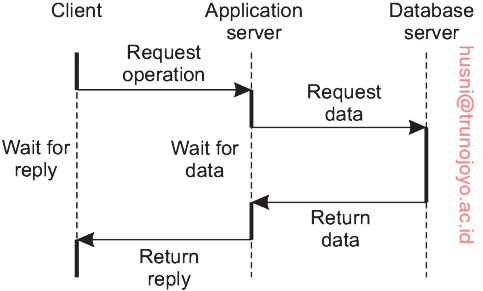 Client
Application
server
Database
server
Request
operation
Request
data
Wait for
reply
Wait for
data
Return
data
Return
reply
husni@trunojoyo.ac.id